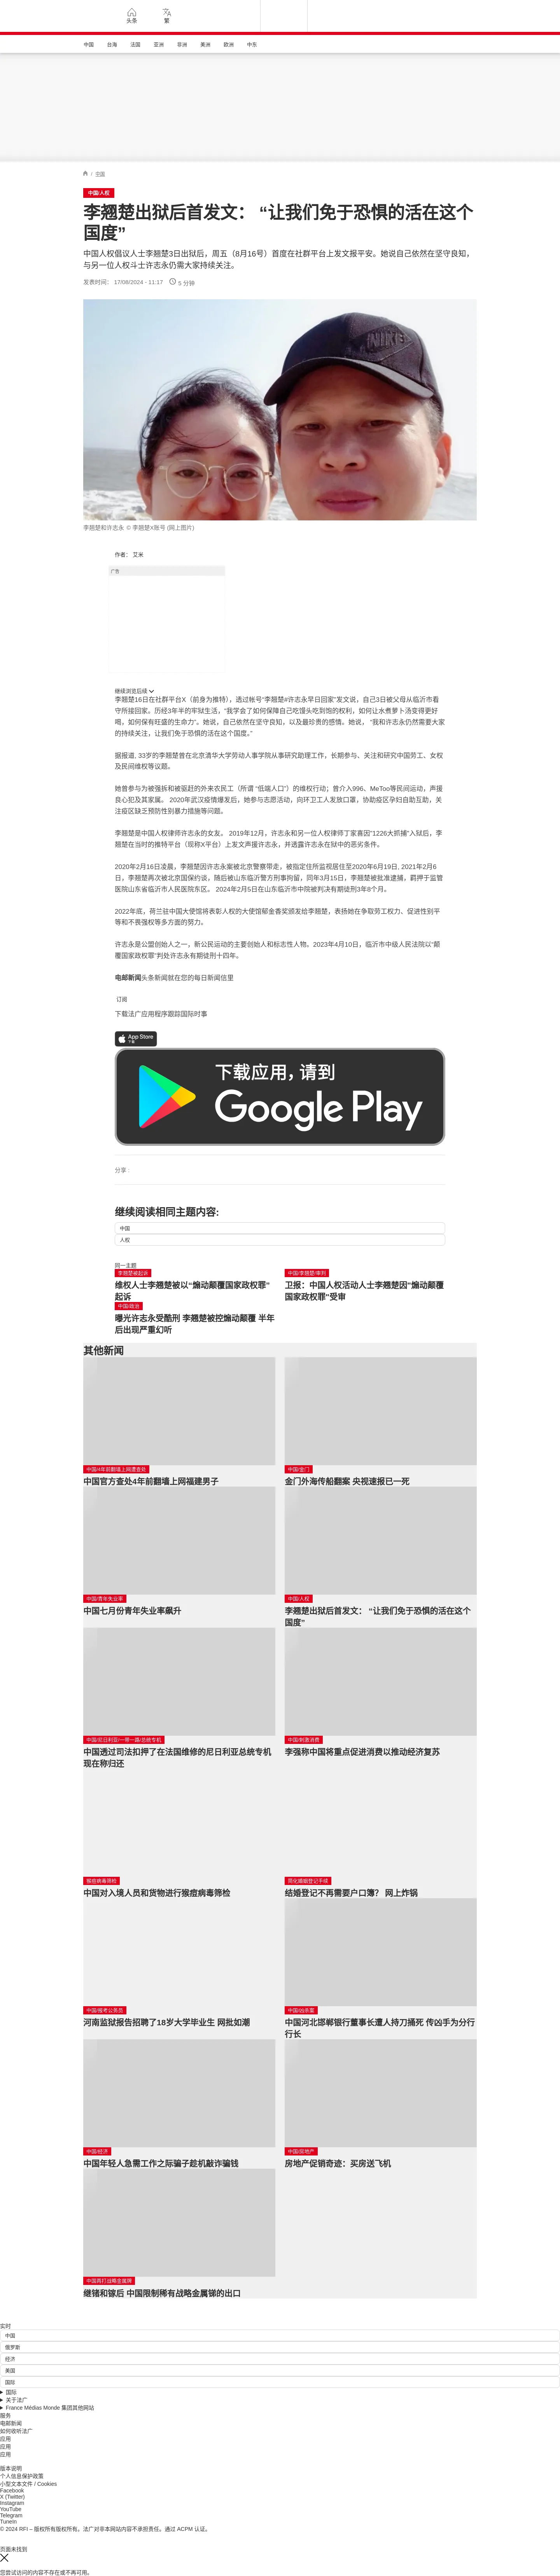 头条
繁
中国
台海
法国
亚洲
非洲
美洲
欧洲
中东
/ 中国
中国/人权
李翘楚出狱后首发文： “让我们免于恐惧的活在这个
国度”
中国人权倡议人士李翘楚3日出狱后，周五（8月16号）首度在社群平台上发文报平安。她说自己依然在坚守良知，
与另一位人权斗士许志永仍需大家持续关注。
发表时间： 17/08/2024 - 11:17
5 分钟
李翘楚和许志永 © 李翘楚X账号 (网上图片)
作者： 艾米
广告
继续浏览后续
李翘楚16日在社群平台X（前身为推特），透过帐号“李翘楚#许志永早日回家”发文说，自己3日被父母从临沂市看
守所接回家。历经3年半的牢狱生活，“我学会了如何保障自己吃馒头吃到饱的权利，如何让水煮萝卜汤变得更好
喝，如何保有旺盛的生命力”。她说，自己依然在坚守良知，以及最珍贵的感情。她说， “我和许志永仍然需要大家
的持续关注，让我们免于恐惧的活在这个国度。”
据报道, 33岁的李翘楚曾在北京清华大学劳动人事学院从事研究助理工作，长期参与、关注和研究中国劳工、女权
及民间维权等议题。
她曾参与为被强拆和被驱赶的外来农民工（所谓 “低端人口”）的维权行动；曾介入996、MeToo等民间运动，声援
良心犯及其家属。 2020年武汉疫情爆发后，她参与志愿活动，向环卫工人发放口罩，协助疫区孕妇自助互助，关
注疫区缺乏预防性别暴力措施等问题。
李翘楚是中国人权律师许志永的女友。 2019年12月，许志永和另一位人权律师丁家喜因“1226大抓捕”入狱后，李
翘楚在当时的推特平台（现称X平台）上发文声援许志永，并透露许志永在狱中的恶劣条件。
2020年2月16日凌晨，李翘楚因许志永案被北京警察带走，被指定住所监视居住至2020年6月19日, 2021年2月6
日，李翘楚再次被北京国保约谈，随后被山东临沂警方刑事拘留，同年3月15日，李翘楚被批准逮捕，羁押于监管
医院山东省临沂市人民医院东区。 2024年2月5日在山东临沂市中院被判决有期徒刑3年8个月。
2022年底，荷兰驻中国大使馆将表彰人权的大使馆郁金香奖颁发给李翘楚，表扬她在争取劳工权力、促进性别平
等和不畏强权等多方面的努力。
许志永是公盟创始人之一，新公民运动的主要创始人和标志性人物。2023年4月10日，临沂市中级人民法院以“颠
覆国家政权罪”判处许志永有期徒刑十四年。
电邮新闻头条新闻就在您的每日新闻信里
订阅
下载法广应用程序跟踪国际时事
App Store
下载
下载应用，请到
Google Play
分享 :
继续阅读相同主题内容:
中国
人权
同一主题
李翘楚被起诉
维权人士李翘楚被以“煽动颠覆国家政权罪”
起诉
中国/李翘楚/审判
卫报：中国人权活动人士李翘楚因“煽动颠覆
国家政权罪”受审
中国/政治
曝光许志永受酷刑 李翘楚被控煽动颠覆 半年
后出现严重幻听
其他新闻
中国/4年前翻墙上网遭查处
中国官方查处4年前翻墙上网福建男子
中国/金门
金门外海传船翻案 央视速报已一死
中国/青年失业率
中国七月份青年失业率飙升
中国/人权
李翘楚出狱后首发文： “让我们免于恐惧的活在这个
国度”
中国/尼日利亚/一带一路/总统专机
中国透过司法扣押了在法国维修的尼日利亚总统专机
现在称归还
中国/刺激消费
李强称中国将重点促进消费以推动经济复苏
猴痘病毒筛检
中国对入境人员和货物进行猴痘病毒筛检
简化婚姻登记手续
结婚登记不再需要户口簿？ 网上炸锅
中国/报考公务员
河南监狱报告招聘了18岁大学毕业生 网批如潮
中国/凶杀案
中国河北邯郸银行董事长遭人持刀捅死 传凶手为分行
行长
中国/经济
中国年轻人急需工作之际骗子趁机敲诈骗钱
中国/房地产
房地产促销奇迹：买房送飞机
中国再打战略金属牌
继锗和镓后 中国限制稀有战略金属锑的出口
实时
中国
俄罗斯
经济
美国
国际
国际
关于法广
France Médias Monde 集团其他网站
服务
电邮新闻
如何收听法广
应用
应用
应用
版本说明
个人信息保护政策
小型文本文件 / Cookies
Facebook
X (Twitter)
Instagram
YouTube
Telegram
TuneIn
© 2024 RFI – 版权所有版权所有。法广对非本网站内容不承担责任。通过 ACPM 认证。
页面未找到
您尝试访问的内容不存在或不再可用。